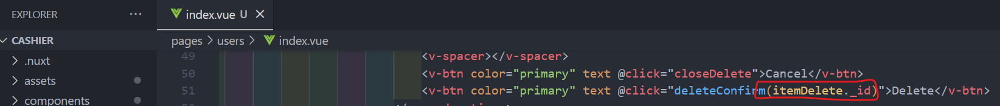 EXPLORER ...
index.vue U ×
CASHIER
pages > users > index.vue
.nuxt
49 <v-spacer></v-spacer>
50 <v-btn color="primary" text @click="closeDelete">Cancel</v-btn>
assets
51 <v-btn color="primary" text @click="deleteConfirm(itemDelete._id)">Delete</v-btn>
components